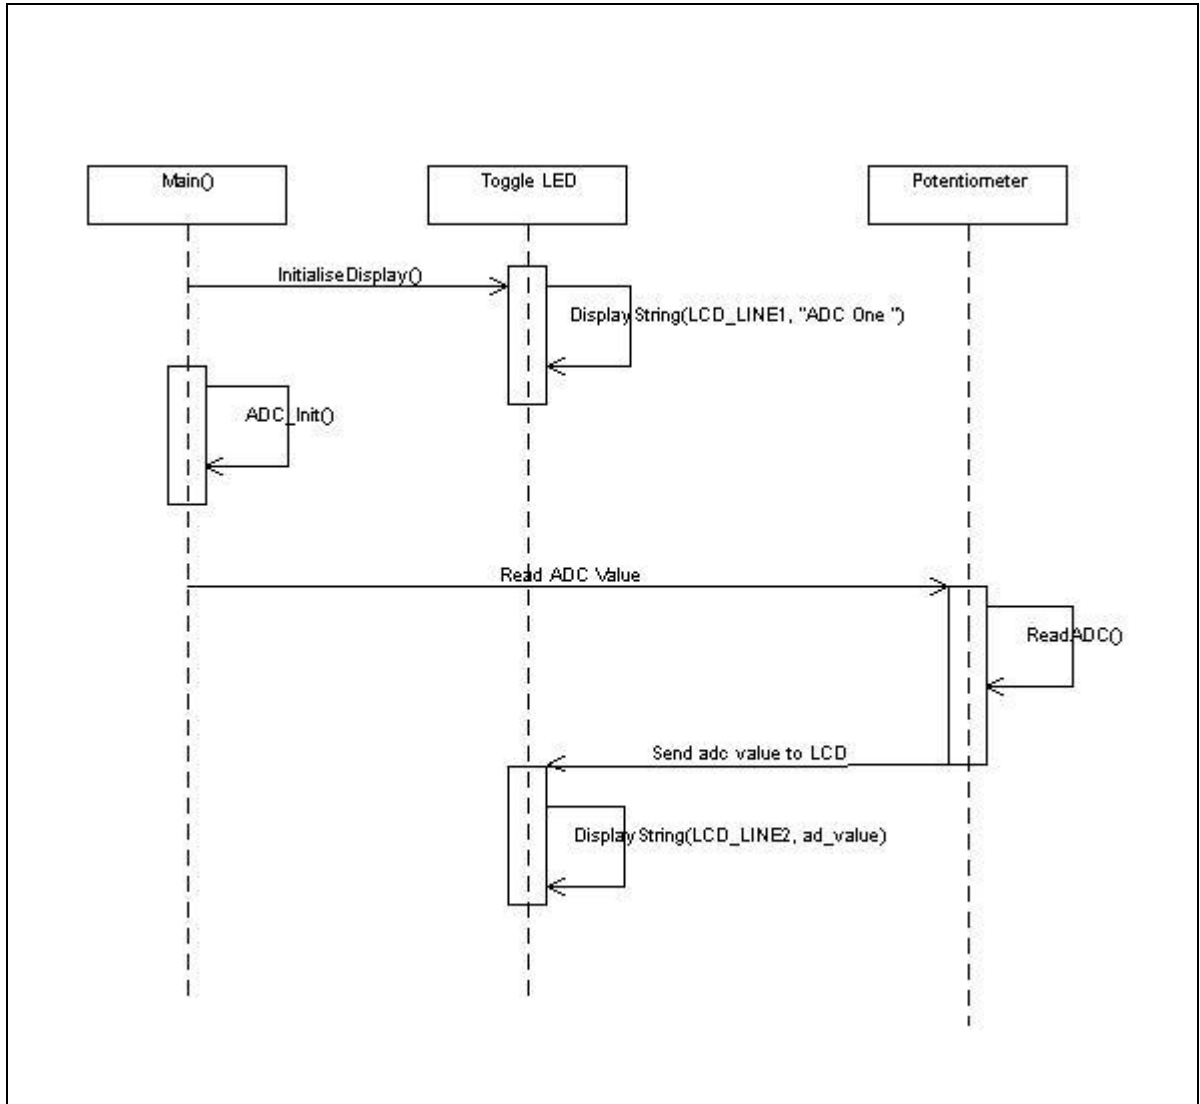 Main()
Toggle LED
Potentiometer
InitialiseDisplay()
DisplayString(LCD_LINE1, "ADC One ")
ADC_Init()
Read ADC Value
ReadADC()
Send adc value to LCD
DisplayString(LCD_LINE2, ad_value)